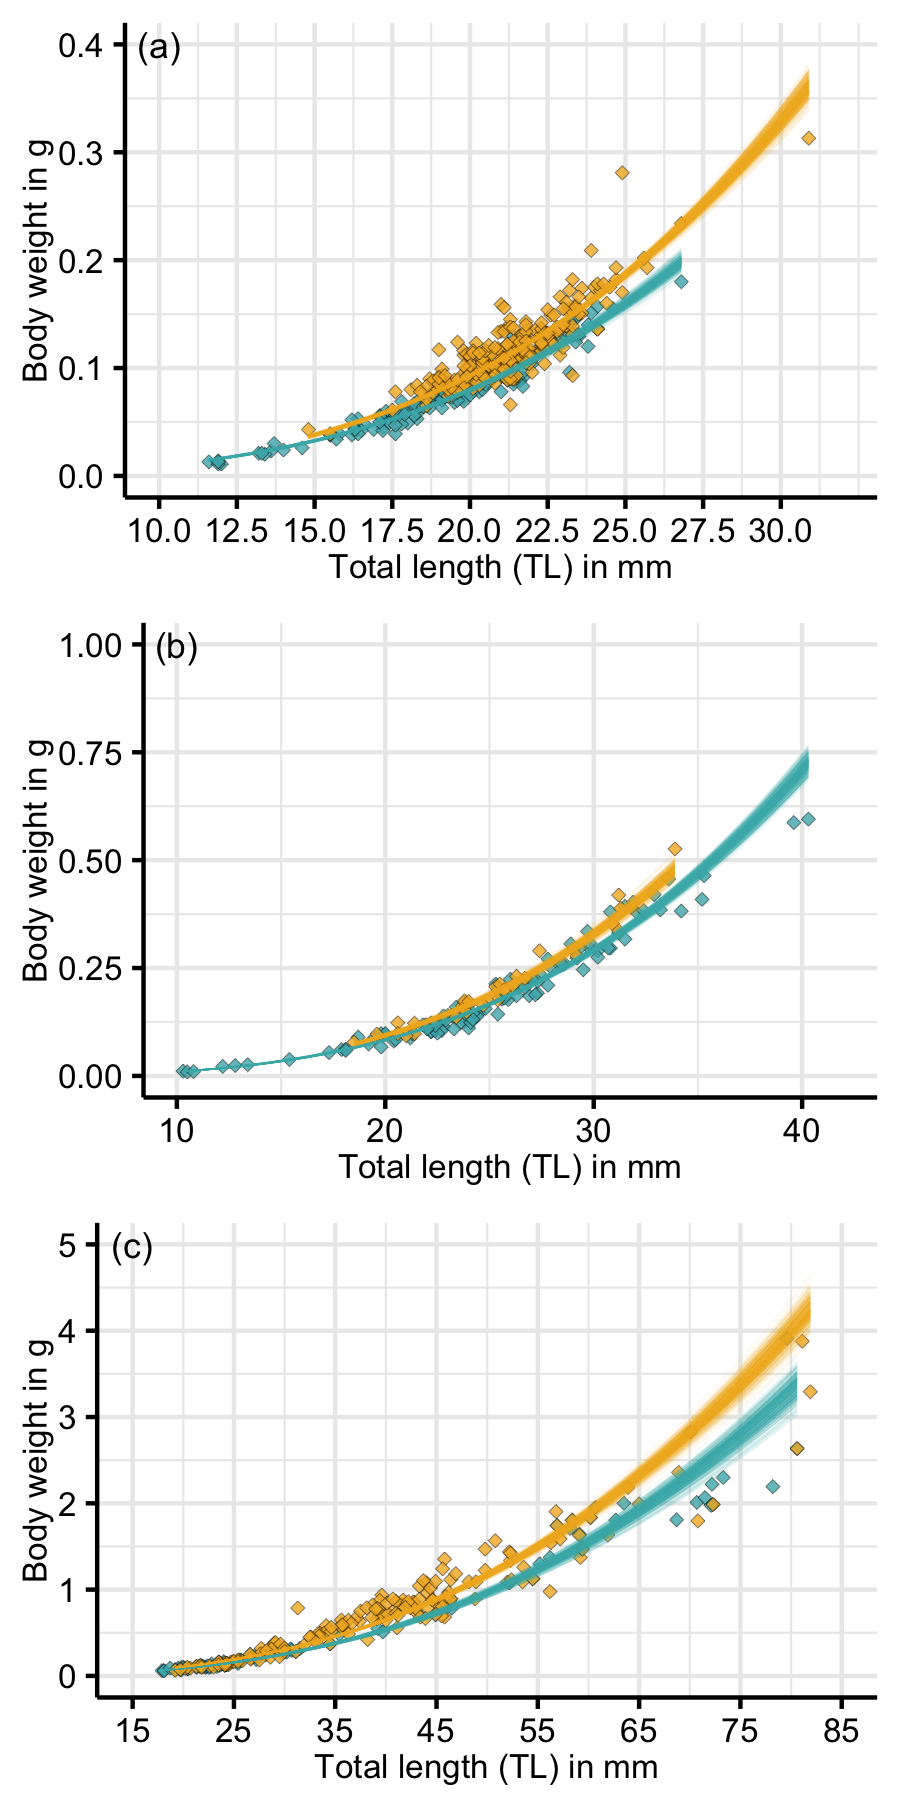 (a)
Body weight in g
0.4
0.3
0.2
0.1
0.0
10.0 12.5 15.0 17.5 20.0 22.5 25.0 27.5 30.0
Total length (TL) in mm
(b)
Body weight in g
1.00
0.75
0.50
0.25
0.00
10 20 30 40
Total length (TL) in mm
(c)
Body weight in g
5
4
3
2
1
0
15 25 35 45 55 65 75 85
Total length (TL) in mm